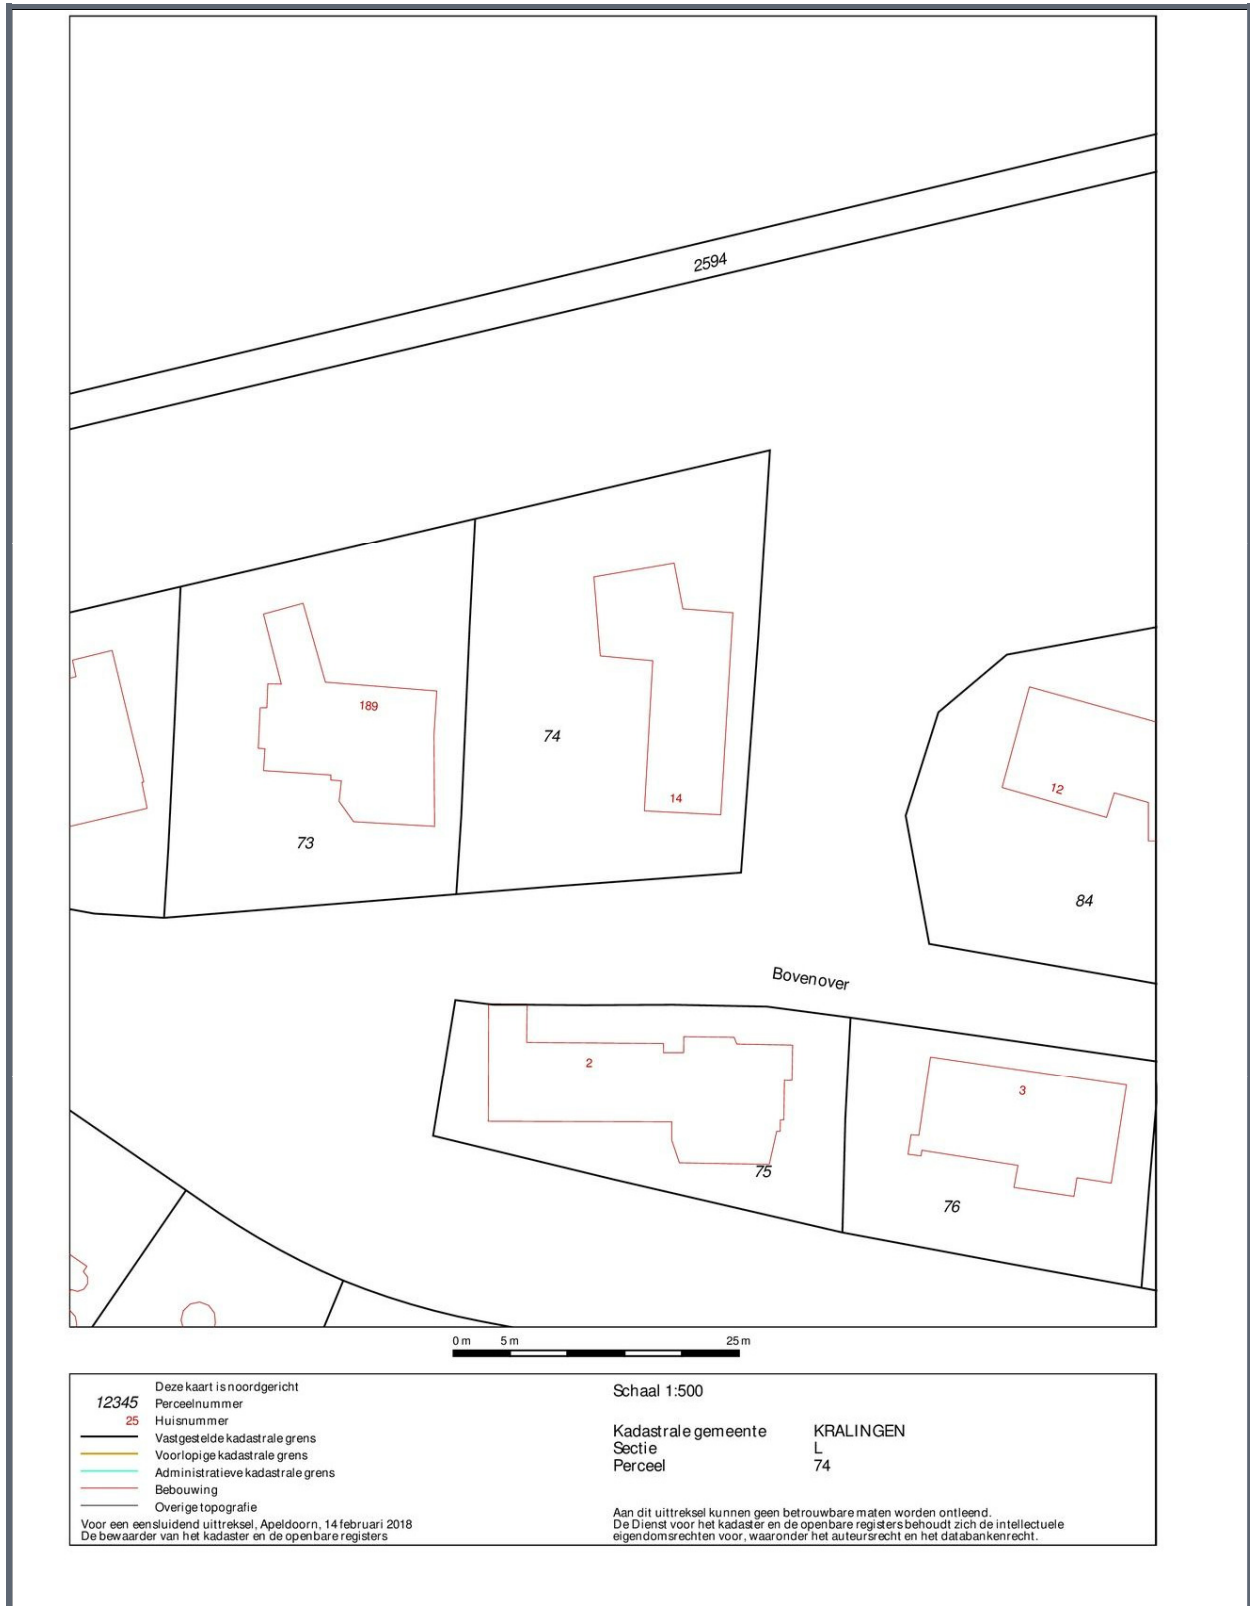 2594
189
74
14
12
73
84
Bovenover
2
3
75
76
0 m 5 m 25 m
Deze kaart is noordgericht
12345 Perceelnummer
25 Huisnummer
Vastgestelde kadastrale grens
Voorlopige kadastrale grens
Administratieve kadastrale grens
Bebouwing
Overige topografie
Voor een eensluidend uittreksel, Apeldoorn, 14 februari 2018
De bewaarder van het kadaster en de openbare registers
Schaal 1:500
Kadastrale gemeente KRALINGEN
Sectie L
Perceel 74
Aan dit uittreksel kunnen geen betrouwbare maten worden ontleend.
De Dienst voor het kadaster en de openbare registers behoudt zich de intellectuele
eigendomsrechten voor, waaronder het auteursrecht en het databankenrecht.